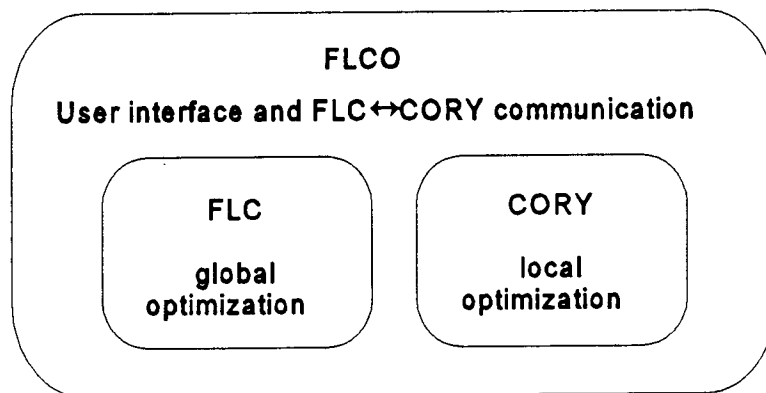 FLCO
User interface and FLC↔CORY communication
FLC
global
optimization
CORY
local
optimization